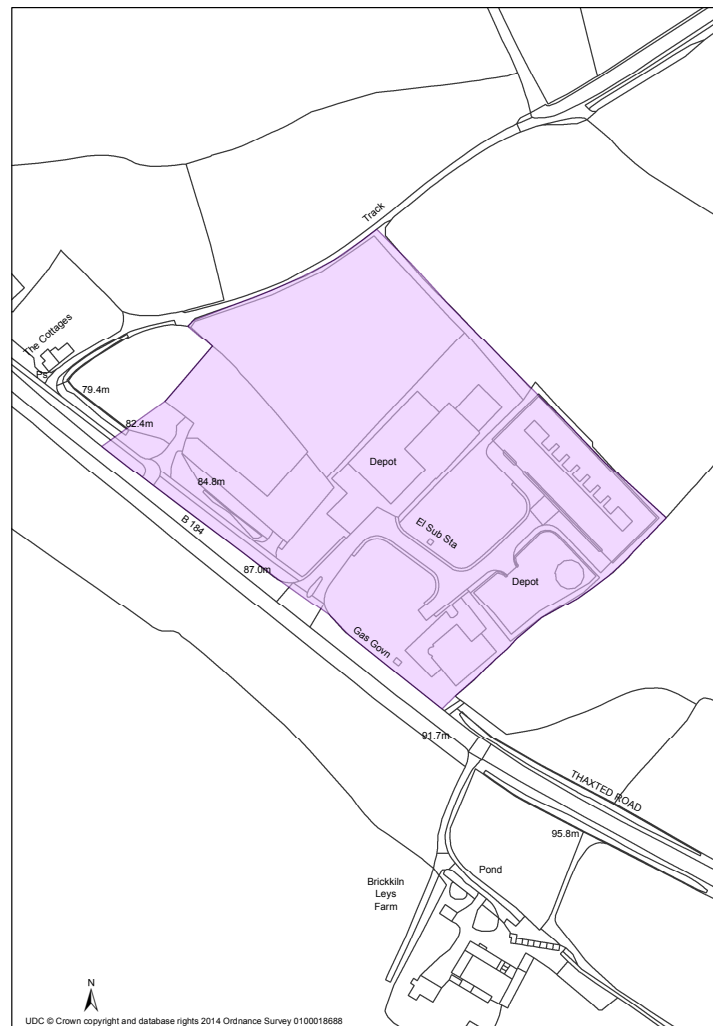 Track
The Cottages
Ps
79.4m
82.4m
84.8m
Depot
B 184
El Sub Sta
87.0m
Depot
Gas Govn
91.7m
THAXTED ROAD
95.8m
Pond
Brickkiln
Leys
Farm
N
UDC © Crown copyright and database rights 2014 Ordnance Survey 0100018688